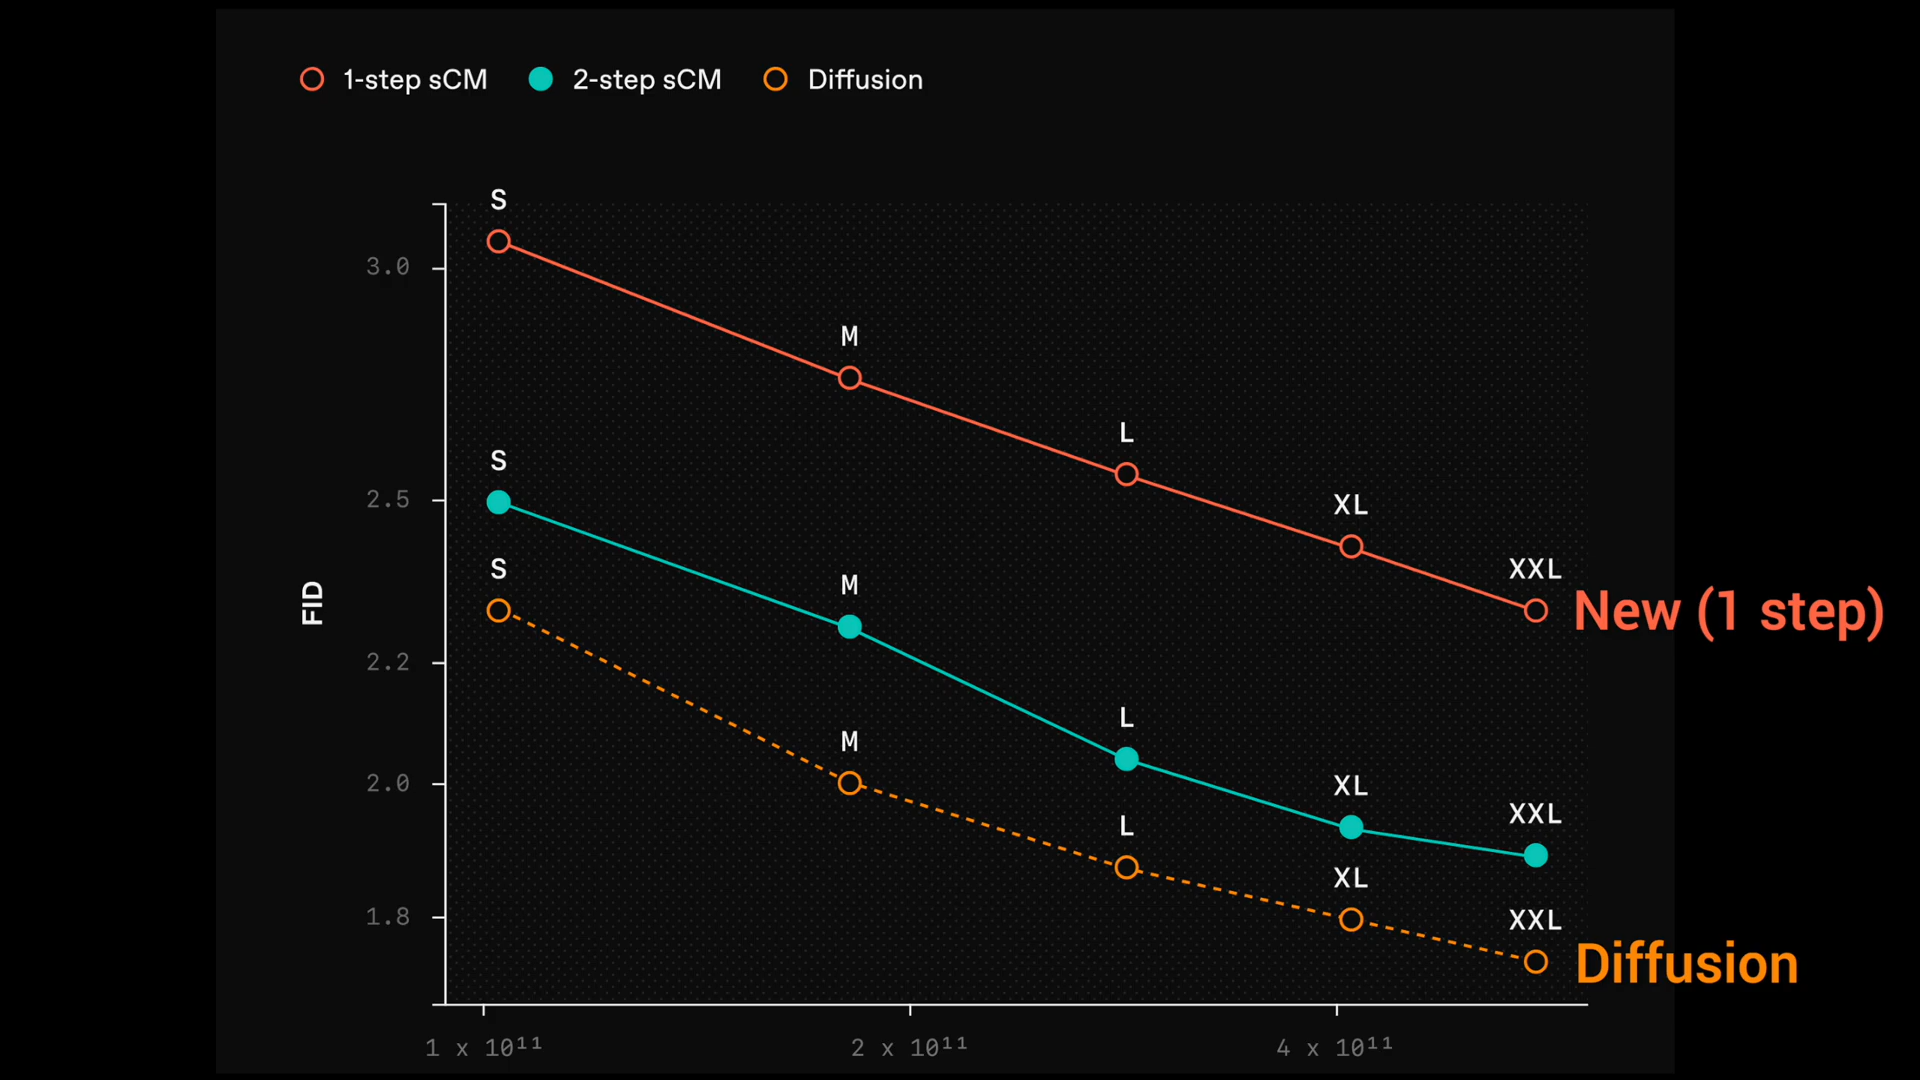 1-step sCM 2-step sCM Diffusion
S
3.0
M
L
S
2.5
XL
S
XXL
M
FID
New (1 step)
2.2
L
M
2.0
XL
XXL
L
XL
1.8
XXL
Diffusion
1 x 10¹¹ 2 x 10¹¹ 4 x 10¹¹